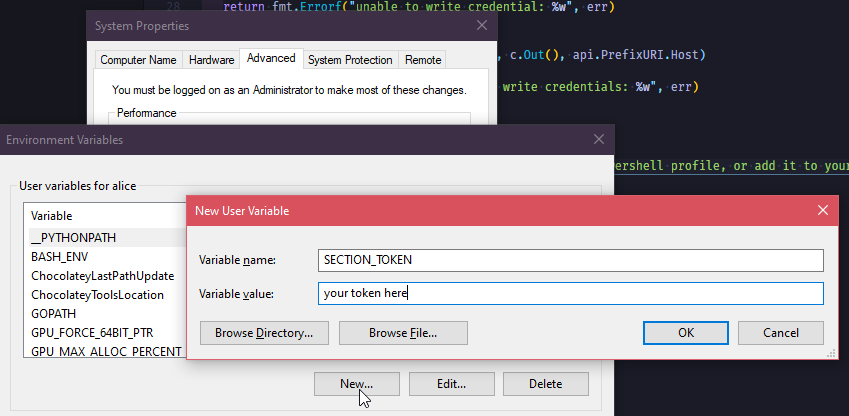 28 return fmt.Errorf("unable to write credential: %w", err)
System Properties
, c.Out(), api.PrefixURI.Host)
Computer Name Hardware Advanced System Protection Remote
write credentials: %w", err)
You must be logged on as an Administrator to make most of these changes.
Performance
Environment Variables
ershell profile, or add it to your
User variables for alice
New User Variable
Variable
__PYTHONPATH
BASH_ENV
ChocolateyLastPathUpdate
ChocolateyToolsLocation
GOPATH
GPU_FORCE_64BIT_PTR
GPU_MAX_ALLOC_PERCENT
Variable name: SECTION_TOKEN
Variable value: your token here
Browse Directory... Browse File... OK Cancel
New... Edit... Delete